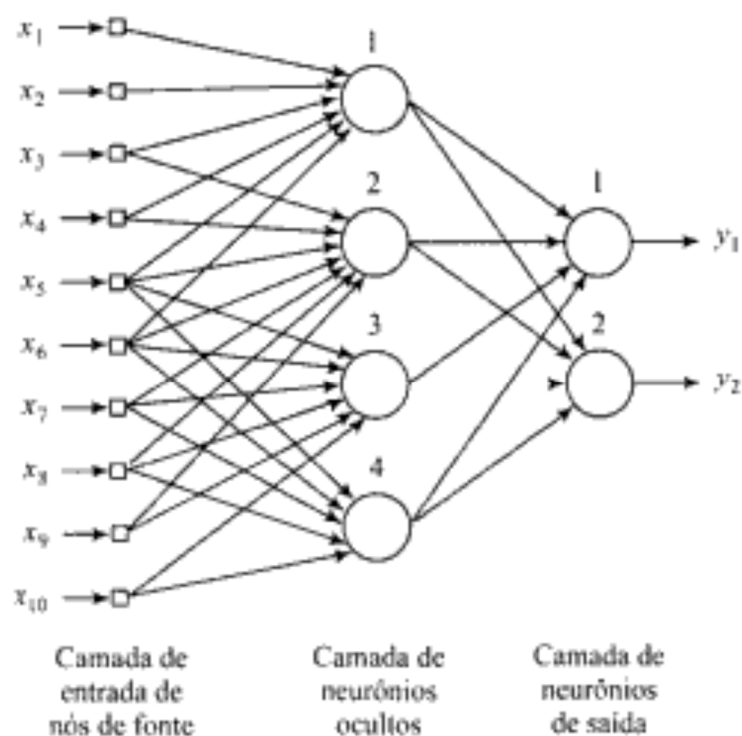 x1
x2
x3
x4
x5
x6
x7
x8
x9
x10
1
2
3
4
1
2
y1
y2
Camada de
entrada de
nós de fonte
Camada de
neurônios
ocultos
Camada de
neurônios
de saída